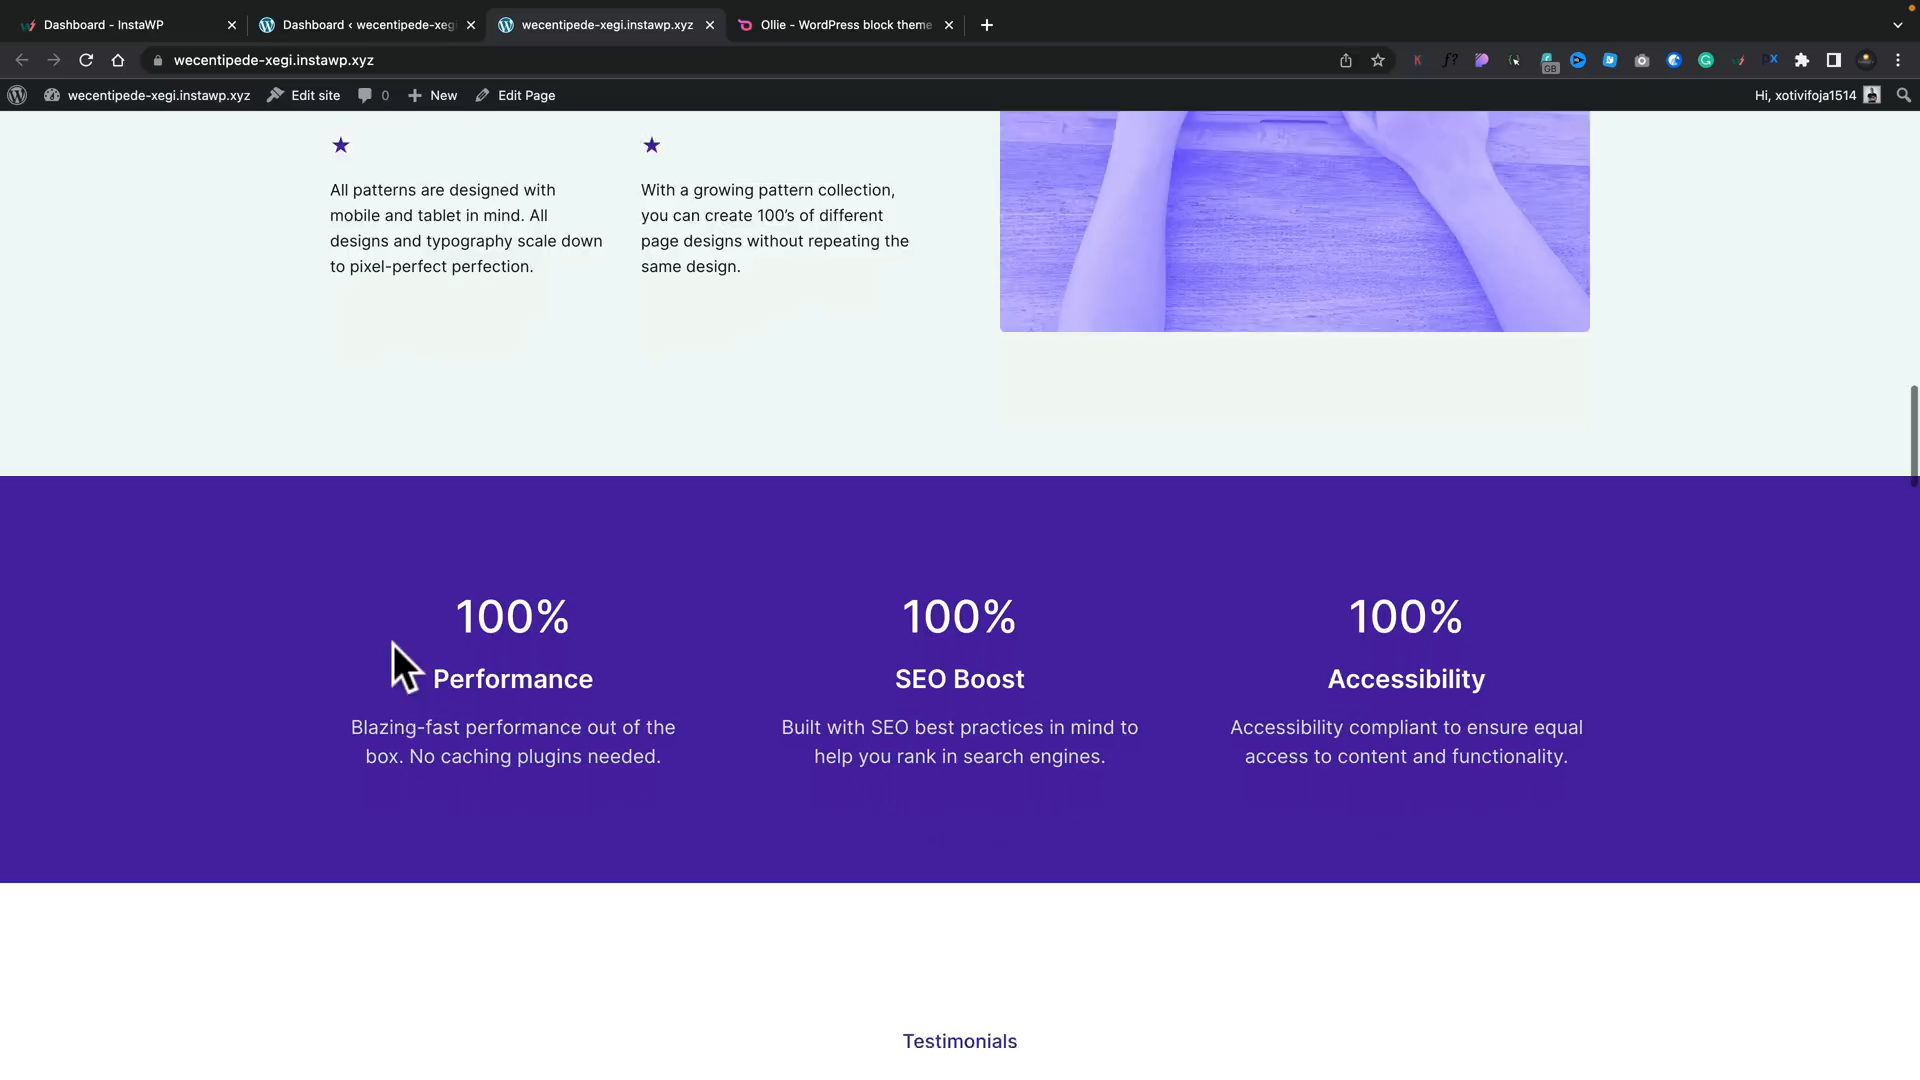 Dashboard - InstaWP
Dashboard ‹ wecentipede-xegi
wecentipede-xegi.instawp.xyz
Ollie - WordPress block theme
wecentipede-xegi.instawp.xyz
GB
wecentipede-xegi.instawp.xyz
Edit site
0
New
Edit Page
Hi, xotivifoja1514
All patterns are designed with
mobile and tablet in mind. All
designs and typography scale down
to pixel-perfect perfection.
With a growing pattern collection,
you can create 100’s of different
page designs without repeating the
same design.
100%
Performance
Blazing-fast performance out of the
box. No caching plugins needed.
100%
SEO Boost
Built with SEO best practices in mind to
help you rank in search engines.
100%
Accessibility
Accessibility compliant to ensure equal
access to content and functionality.
Testimonials